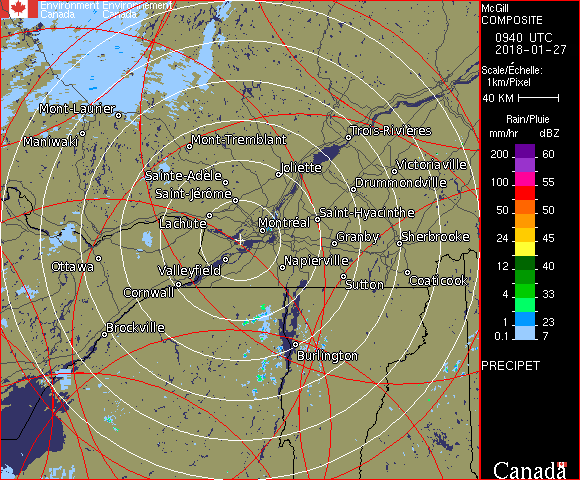 Environment Environnement
Canada Canada
McGill
COMPOSITE
0940 UTC
2018-01-27
Scale/Échelle:
1km/Pixel
40 KM
Rain/Pluie
mm/hr dBZ
200 60
100 55
50 50
24 45
12 40
4 33
1 23
0.1 7
PRECIPET
Canada
Mont-Laurier
Maniwaki
Mont-Tremblant
Trois-Rivières
Sainte-Adèle
Joliette
Victoriaville
Saint-Jérôme
Drummondville
Lachute
Montréal
Saint-Hyacinthe
Granby
Sherbrooke
Ottawa
Valleyfield
Napierville
Cornwall
Sutton
Coaticook
Brockville
Burlington